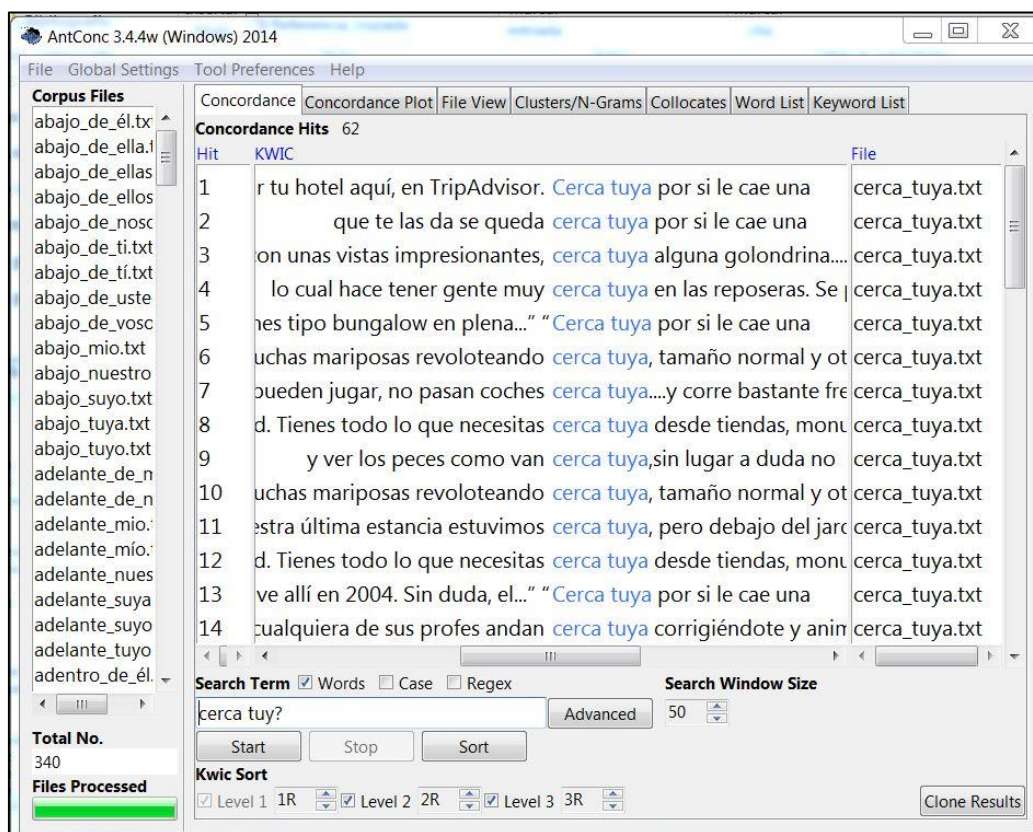 AntConc 3.4.4w (Windows) 2014
File Global Settings Tool Preferences Help
Corpus Files
abajo_de_él.tx
abajo_de_ella.
abajo_de_ellas
abajo_de_ellos
abajo_de_nosc
abajo_de_ti.txt
abajo_de_tí.txt
abajo_de_uste
abajo_de_vosc
abajo_mio.txt
abajo_nuestro
abajo_suyo.txt
abajo_tuya.txt
abajo_tuyo.txt
adelante_de_m
adelante_de_n
adelante_mio.
adelante_mío.
adelante_nues
adelante_suya
adelante_suyo
adelante_tuyo
adentro_de_él.
Total No.
340
Files Processed
Concordance Concordance Plot File View Clusters/N-Grams Collocates Word List Keyword List
Concordance Hits 62
Hit KWIC File
1 r tu hotel aquí, en TripAdvisor. Cerca tuya por si le cae una cerca_tuya.txt
2 que te las da se queda cerca tuya por si le cae una cerca_tuya.txt
3 on unas vistas impresionantes, cerca tuya alguna golondrina.... cerca_tuya.txt
4 lo cual hace tener gente muy cerca tuya en las reposeras. Se cerca_tuya.txt
5 nes tipo bungalow en plena...” “Cerca tuya por si le cae una cerca_tuya.txt
6 uchas mariposas revoloteando cerca tuya, tamaño normal y ot cerca_tuya.txt
7 pueden jugar, no pasan coches cerca tuya....y corre bastante fre cerca_tuya.txt
8 d. Tienes todo lo que necesitas cerca tuya desde tiendas, monu cerca_tuya.txt
9 y ver los peces como van cerca tuya,sin lugar a duda no cerca_tuya.txt
10 uchas mariposas revoloteando cerca tuya, tamaño normal y ot cerca_tuya.txt
11 estra última estancia estuvimos cerca tuya, pero debajo del jarc cerca_tuya.txt
12 d. Tienes todo lo que necesitas cerca tuya desde tiendas, monu cerca_tuya.txt
13 ve allí en 2004. Sin duda, el...” “Cerca tuya por si le cae una cerca_tuya.txt
14 cualquiera de sus profes andan cerca tuya corrigiéndote y anim cerca_tuya.txt
Search Term Words Case Regex Search Window Size
cerca tuy? Advanced 50
Start Stop Sort
Kwic Sort
Level 1 1R Level 2 2R Level 3 3R Clone Results